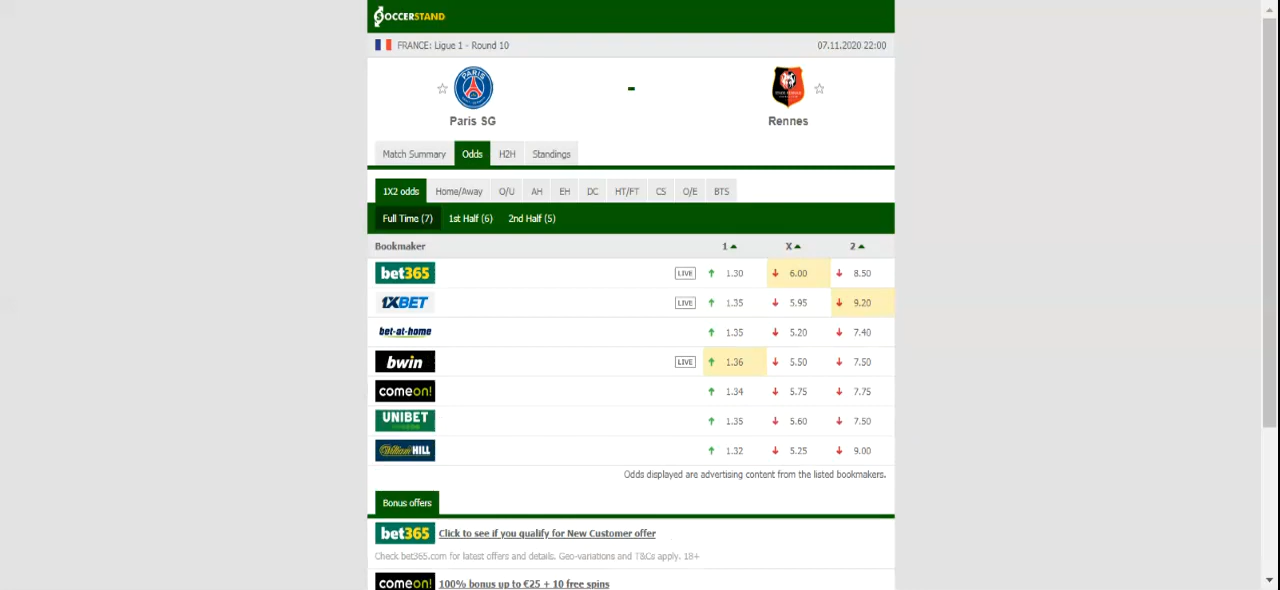 SOCCERSTAND
FRANCE: Ligue 1 - Round 10 07.11.2020 22:00
PARIS
-
Paris SG Rennes
Match Summary Odds H2H Standings
1X2 odds Home/Away O/U AH EH DC HT/FT CS O/E BTS
Full Time (7) 1st Half (6) 2nd Half (5)
Bookmaker 1 X 2
bet365 LIVE 1.30 6.00 8.50
1XBET LIVE 1.35 5.95 9.20
bet-at-home 1.35 5.20 7.40
bwin LIVE 1.36 5.50 7.50
comeon! 1.34 5.75 7.75
UNIBET 1.35 5.60 7.50
William HILL 1.32 5.25 9.00
Odds displayed are advertising content from the listed bookmakers.
Bonus offers
bet365 Click to see if you qualify for New Customer offer
Check bet365.com for latest offers and details. Geo-variations and T&Cs apply. 18+
comeon! 100% bonus up to €25 + 10 free spins